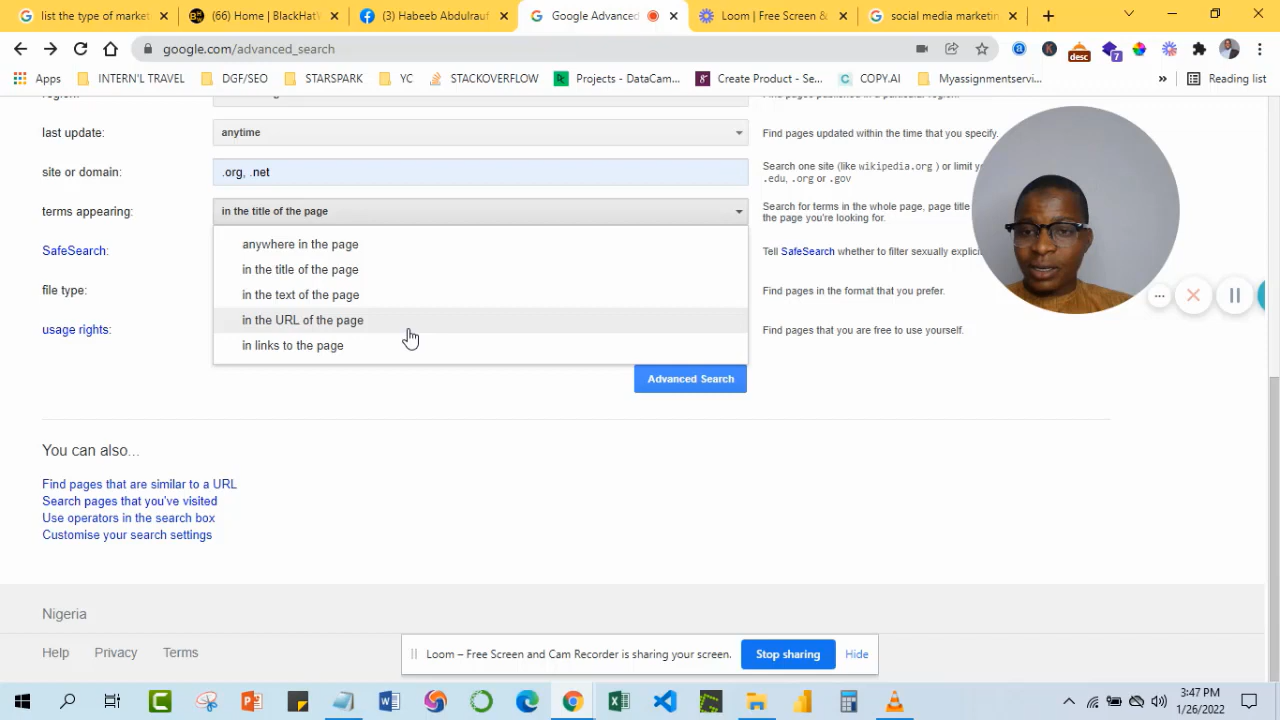 list the type of market
(66) Home | BlackHat
(3) Habeeb Abdulrauf
Google Advanced
Loom | Free Screen &
social media marketin
google.com/advanced_search
desc
7
Apps
INTERN'L TRAVEL
DGF/SEO
STARSPARK
YC
STACKOVERFLOW
Projects - DataCam...
Create Product - Se...
COPY.AI
Myassignmentservi...
Reading list
last update:
anytime
Find pages updated within the time that you specify.
site or domain:
.org, .net
Search one site (like wikipedia.org ) or limit
.edu, .org or .gov
terms appearing:
in the title of the page
Search for terms in the whole page, page title
the page you're looking for.
anywhere in the page
in the title of the page
in the text of the page
in the URL of the page
in links to the page
SafeSearch:
Tell SafeSearch whether to filter sexually
file type:
Find pages in the format that you prefer.
usage rights:
Find pages that you are free to use yourself.
Advanced Search
You can also...
Find pages that are similar to a URL
Search pages that you've visited
Use operators in the search box
Customise your search settings
Nigeria
Help
Privacy
Terms
Loom – Free Screen and Cam Recorder is sharing your screen.
Stop sharing
Hide
3:47 PM
1/26/2022